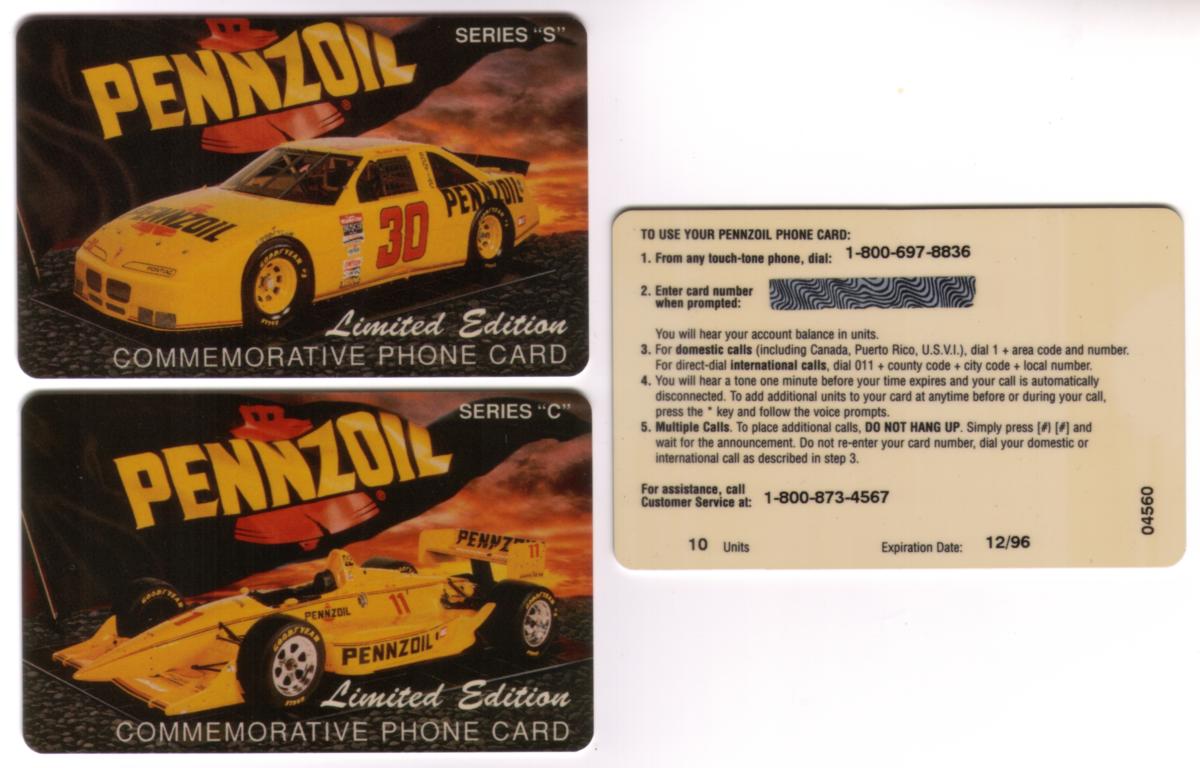 SERIES “S”
PENNZOIL
®
PENNZOIL
30
PENNZOIL
PONTIAC
GOODYEAR
Limited Edition
COMMEMORATIVE PHONE CARD
SERIES “C”
PENNZOIL
®
PENNZOIL
11
GOODYEAR
PENNZOIL
11
GOODYEAR
PENNZOIL
Limited Edition
COMMEMORATIVE PHONE CARD
TO USE YOUR PENNZOIL PHONE CARD:
1. From any touch-tone phone, dial: 1-800-697-8836
2. Enter card number
when prompted:
You will hear your account balance in units.
3. For domestic calls (including Canada, Puerto Rico, U.S.V.I.), dial 1 + area code and number.
For direct-dial international calls, dial 011 + county code + city code + local number.
4. You will hear a tone one minute before your time expires and your call is automatically
disconnected. To add additional units to your card at anytime before or during your call,
press the * key and follow the voice prompts.
5. Multiple Calls. To place additional calls, DO NOT HANG UP. Simply press [#] [#] and
wait for the announcement. Do not re-enter your card number, dial your domestic or
international call as described in step 3.
For assistance, call
Customer Service at: 1-800-873-4567
10 Units
Expiration Date: 12/96
04560